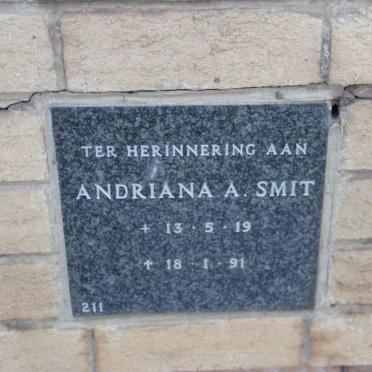 TER HERINNERING AAN
ANDRIANA A. SMIT
+ 13 · 5 · 19
✝ 18 · 1 · 91
211